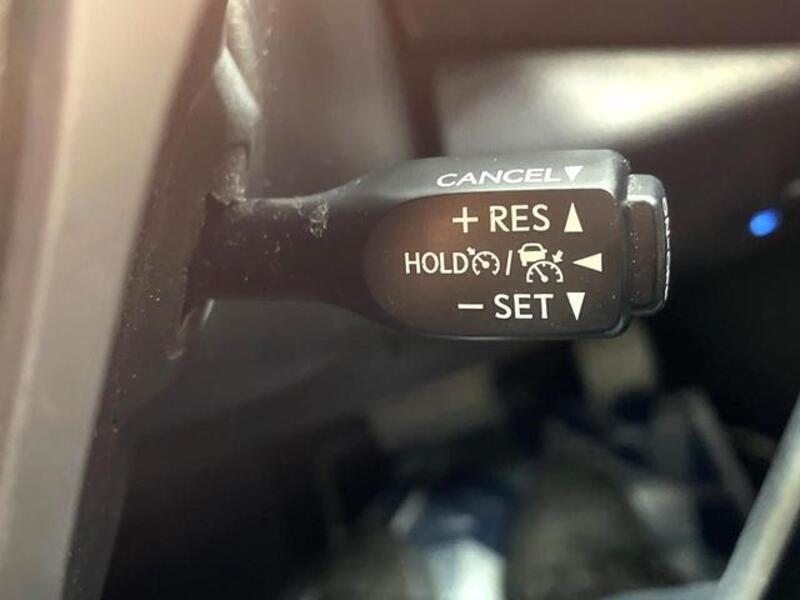 CANCEL▼
+ RES ▲
HOLD / ◀
− SET ▼